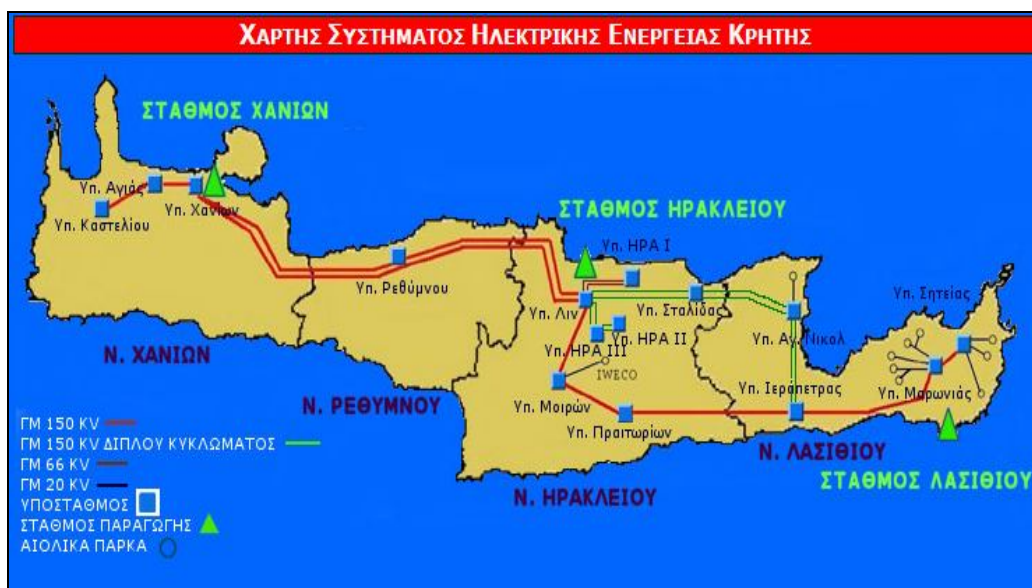 ΧΑΡΤΗΣ ΣΥΣΤΗΜΑΤΟΣ ΗΛΕΚΤΡΙΚΗΣ ΕΝΕΡΓΕΙΑΣ ΚΡΗΤΗΣ
ΣΤΑΘΜΟΣ ΧΑΝΙΩΝ
Υπ. Αγιάς
Υπ. Χανίων
Υπ. Καστελίου
ΣΤΑΘΜΟΣ ΗΡΑΚΛΕΙΟΥ
Υπ. ΗΡΑ Ι
Υπ. Ρεθύμνου
Υπ. Λιν
Υπ. Σταλίδας
Υπ. Σητείας
Υπ. ΗΡΑ ΙΙΙ
Υπ. ΗΡΑ ΙΙ
Υπ. Αγ. Νικολ
Ν. ΧΑΝΙΩΝ
IWECO
Υπ. Μοιρών
Υπ. Ιεράπετρας
Υπ. Μαρωνιάς
Ν. ΡΕΘΥΜΝΟΥ
Υπ. Πραιτωρίων
Ν. ΛΑΣΙΘΙΟΥ
ΣΤΑΘΜΟΣ ΛΑΣΙΘΙΟΥ
Ν. ΗΡΑΚΛΕΙΟΥ
ΓΜ 150 KV
ΓΜ 150 KV ΔΙΠΛΟΥ ΚΥΚΛΩΜΑΤΟΣ
ΓΜ 66 KV
ΓΜ 20 KV
ΥΠΟΣΤΑΘΜΟΣ
ΣΤΑΘΜΟΣ ΠΑΡΑΓΩΓΗΣ
ΑΙΟΛΙΚΑ ΠΑΡΚΑ